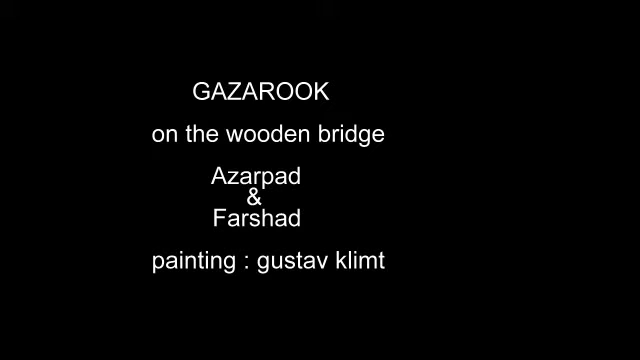 GAZAROOK
on the wooden bridge
Azarpad
&
Farshad
painting : gustav klimt